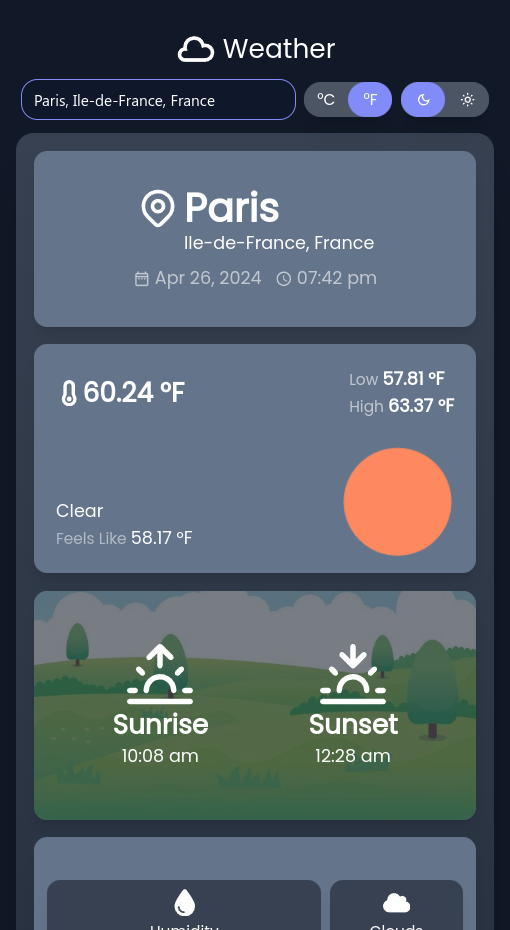 Weather
Paris, Ile-de-France, France
°C
°F
Paris
Ile-de-France, France
Apr 26, 2024 07:42 pm
60.24 °F
Low 57.81 °F
High 63.37 °F
Clear
Feels Like 58.17 °F
Sunrise
10:08 am
Sunset
12:28 am
Humidity
Clouds